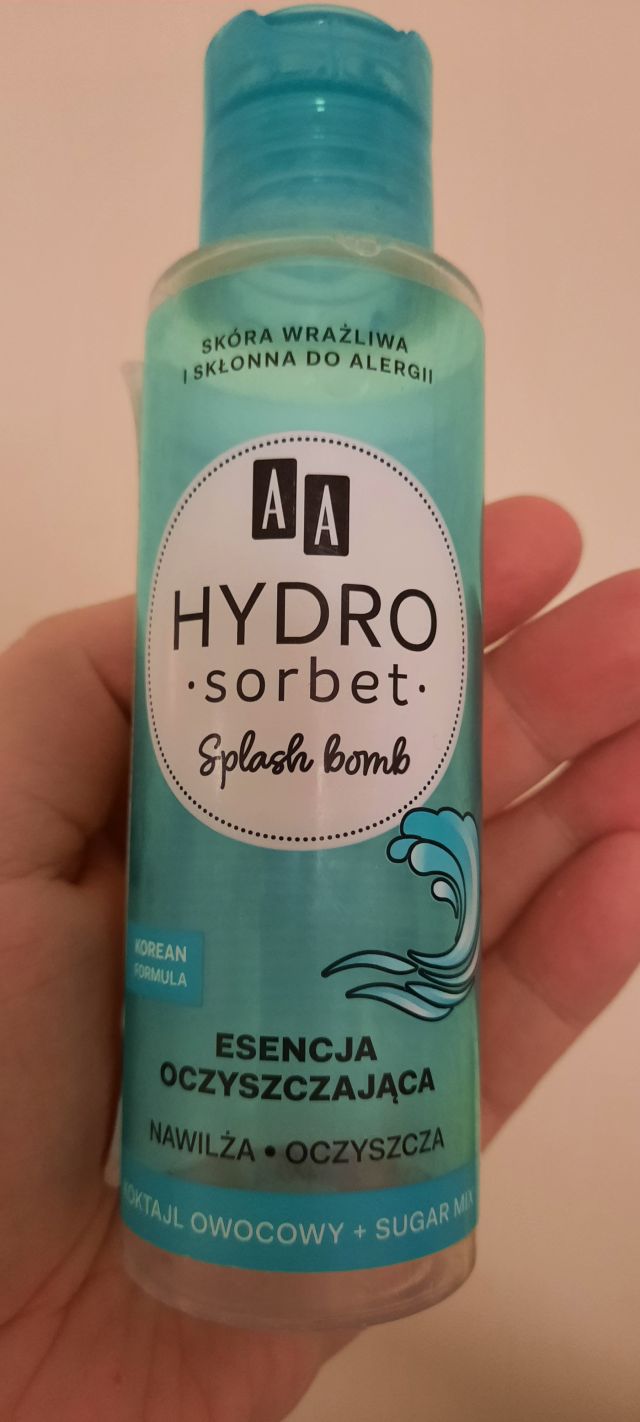 SKÓRA WRAŻLIWA
I SKŁONNA DO ALERGII
AA
HYDRO
·sorbet·
Splash bomb
KOREAN
FORMULA
ESENCJA
OCZYSZCZAJĄCA
NAWILŻA • OCZYSZCZA
KOKTAJL OWOCOWY + SUGAR MIX